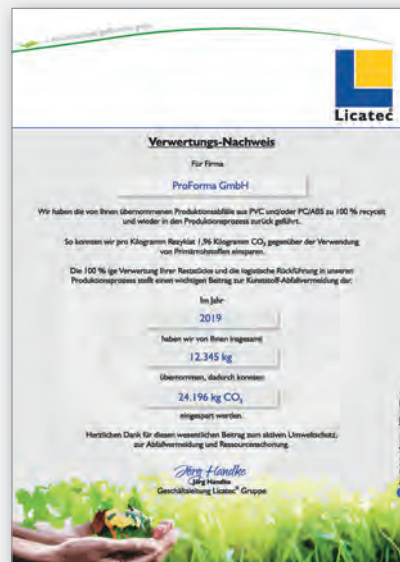 Licatec
Verwertungs-Nachweis
Für Firma
ProForma GmbH
Wir haben die von Ihnen übernommenen Produktionsabfälle aus PVC und/oder PC/ABS zu 100 % recycelt
und wieder in den Produktionsprozess zurück geführt.
So konnten wir pro Kilogramm Rezyklat 1,96 Kilogramm CO₂ gegenüber der Verwendung
von Primärrohstoffen einsparen.
Die 100 % ige Verwertung Ihrer Reststücke und die logistische Rückführung in unseren
Produktionsprozess stellt einen wichtigen Beitrag zur Kunststoff-Abfallvermeidung dar:
Im Jahr
2019
haben wir von Ihnen insgesamt
12.345 kg
übernommen, dadurch konnten
24.196 kg CO₂
eingespart werden.
Herzlichen Dank für diesen wesentlichen Beitrag zum aktiven Umweltschutz,
zur Abfallvermeidung und Ressourcenschonung.
Jörg Handke
Jörg Handke
Geschäftsleitung Licatec® Gruppe